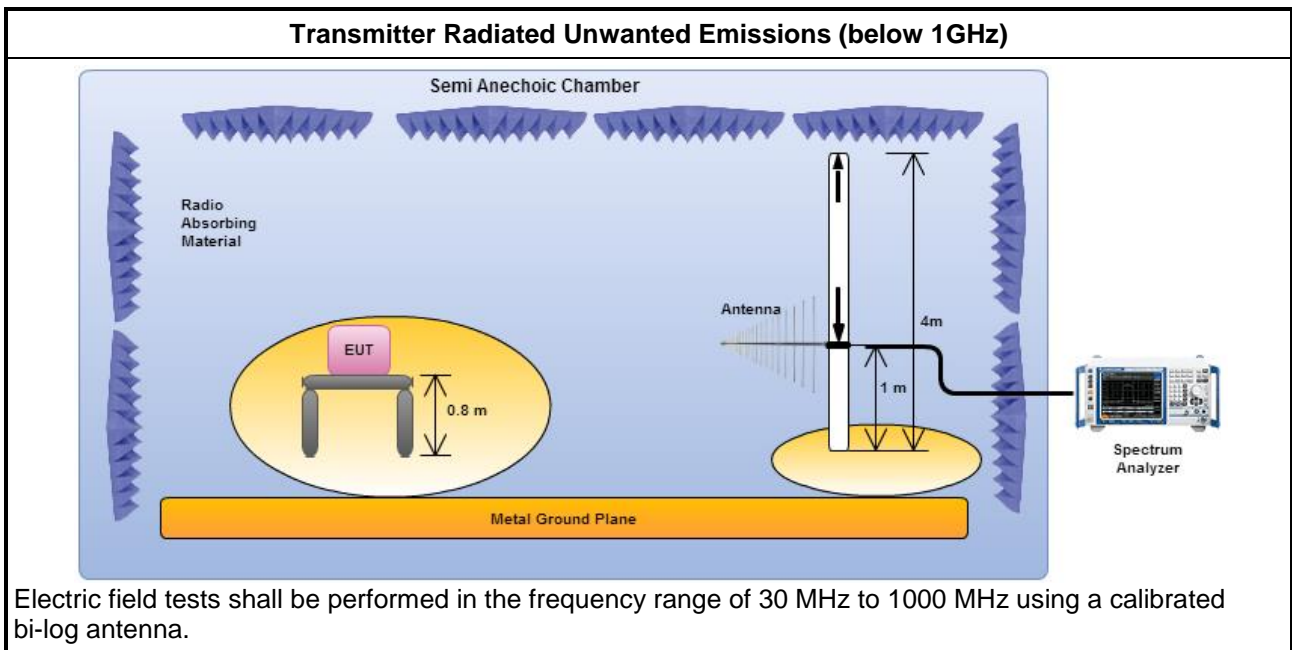 Transmitter Radiated Unwanted Emissions (below 1GHz)
Semi Anechoic Chamber
Radio
Absorbing
Material
Antenna
4m
EUT
1 m
0.8 m
Spectrum
Analyzer
Metal Ground Plane
Electric field tests shall be performed in the frequency range of 30 MHz to 1000 MHz using a calibrated
bi-log antenna.